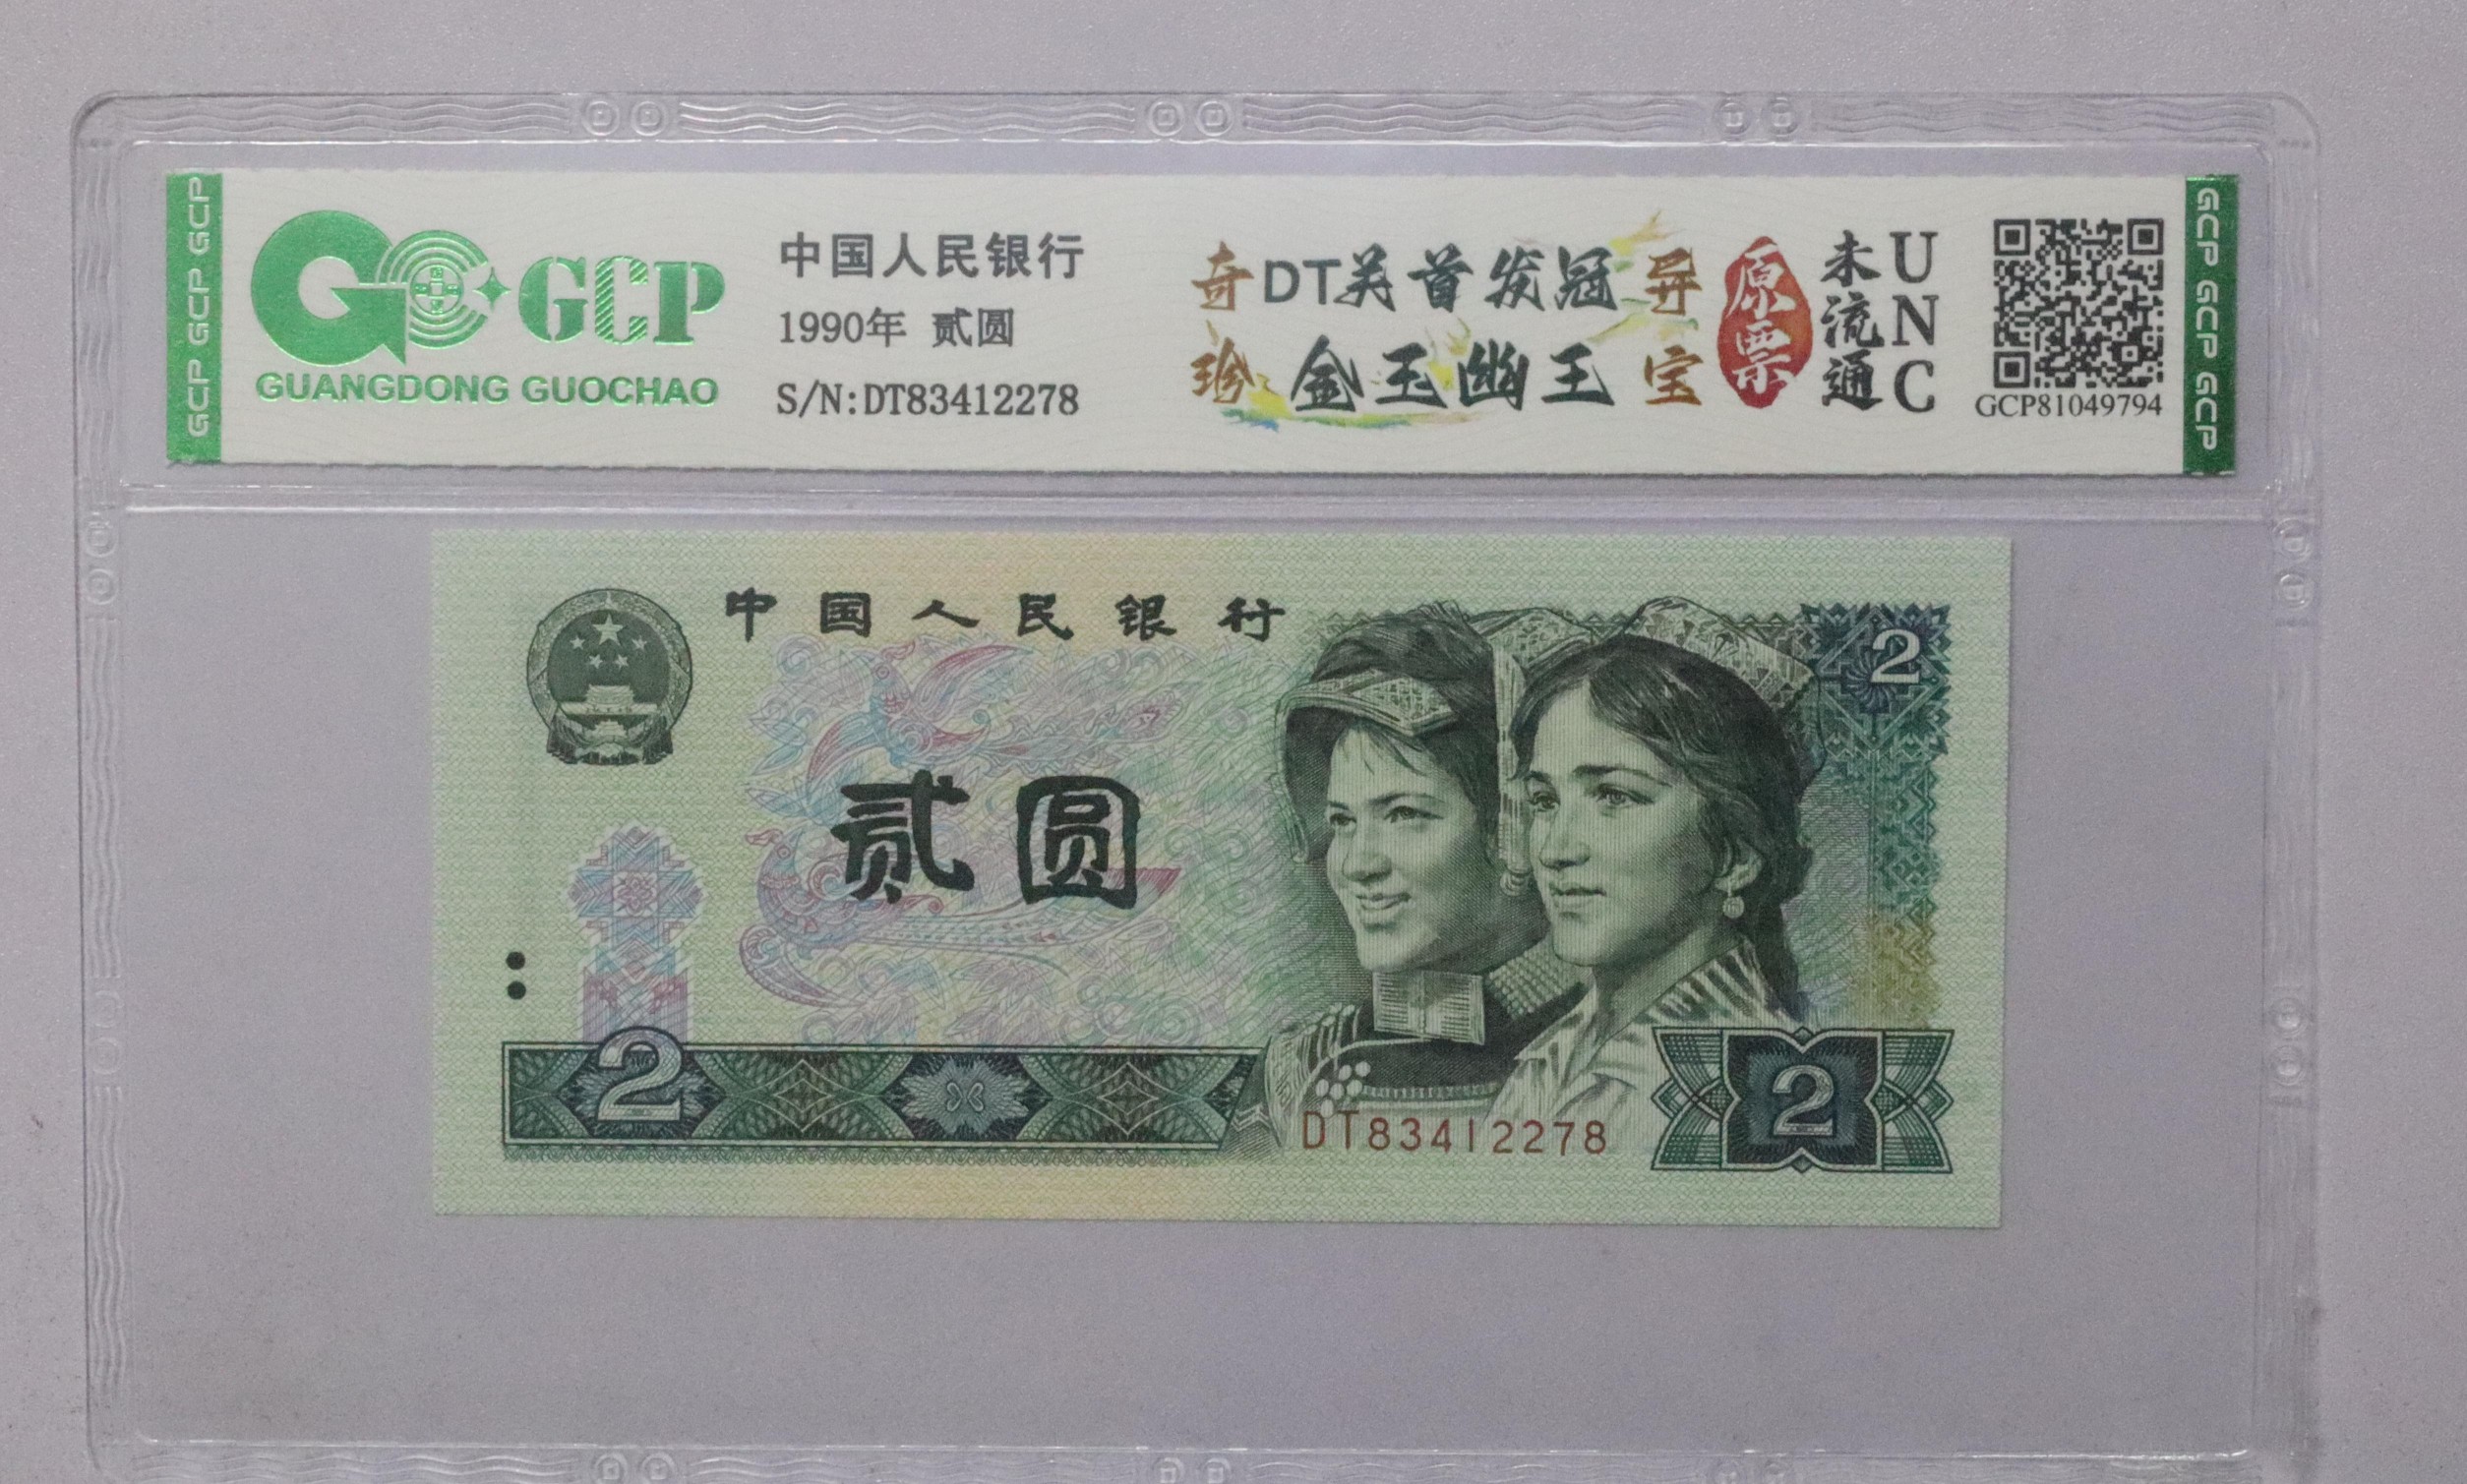 GCP GCP GCP
GCP
GUANGDONG GUOCHAO
中国人民银行
1990年 贰圆
S/N:DT83412278
奇 DT关首发冠 异
珍 金玉幽王 宝
原票
未流通
UNC
GCP81049794
GCP GCP GCP
中国人民银行
2
贰圆
2
DT83412278
2